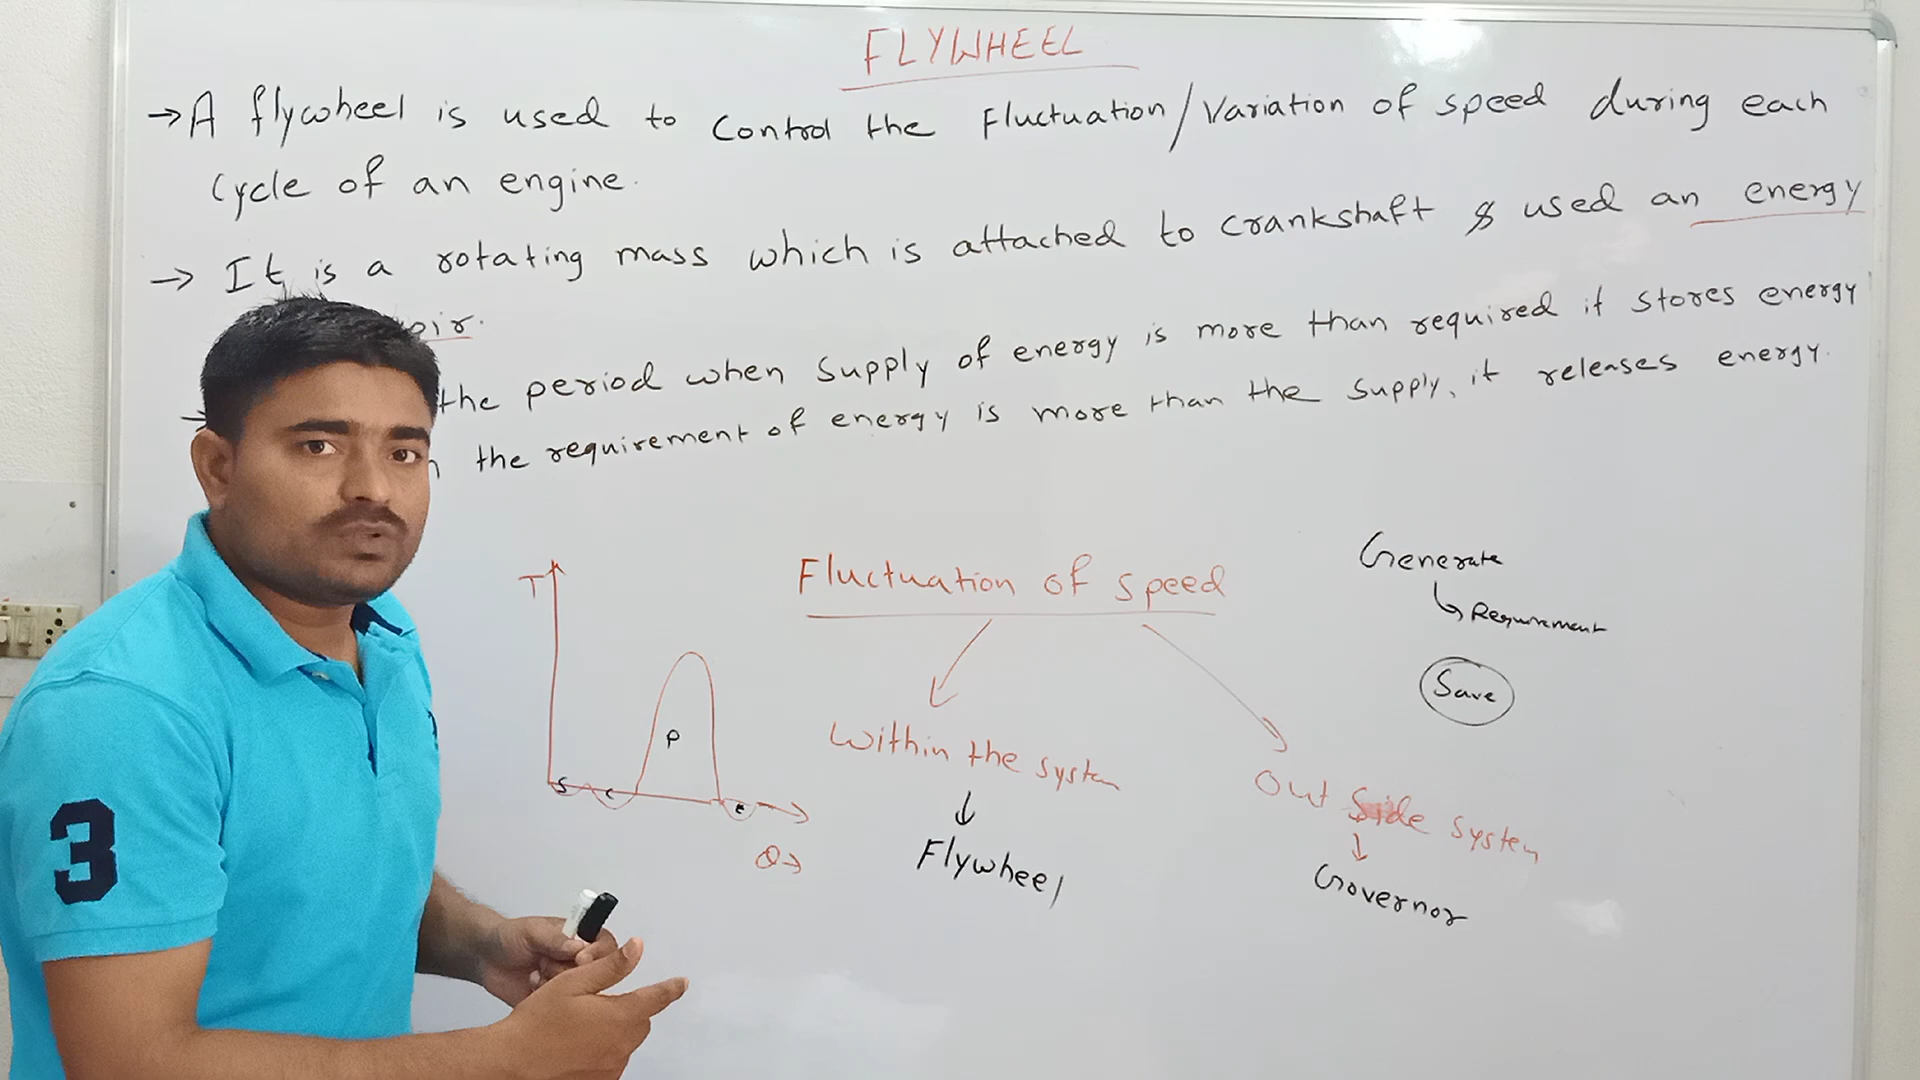 FLYWHEEL
→ A flywheel is used to control the Fluctuation/Variation of speed during each
cycle of an engine.
→ It is a rotating mass which is attached to crankshaft & used an energy
oir.
the period when supply of energy is more than required it stores energy
the requirement of energy is more than the supply, it releases energy.
T
P
S
c
e
θ→
Fluctuation of speed
Within the system
Flywheel
Out Side system
Governor
Generate
Requirement
Save
3